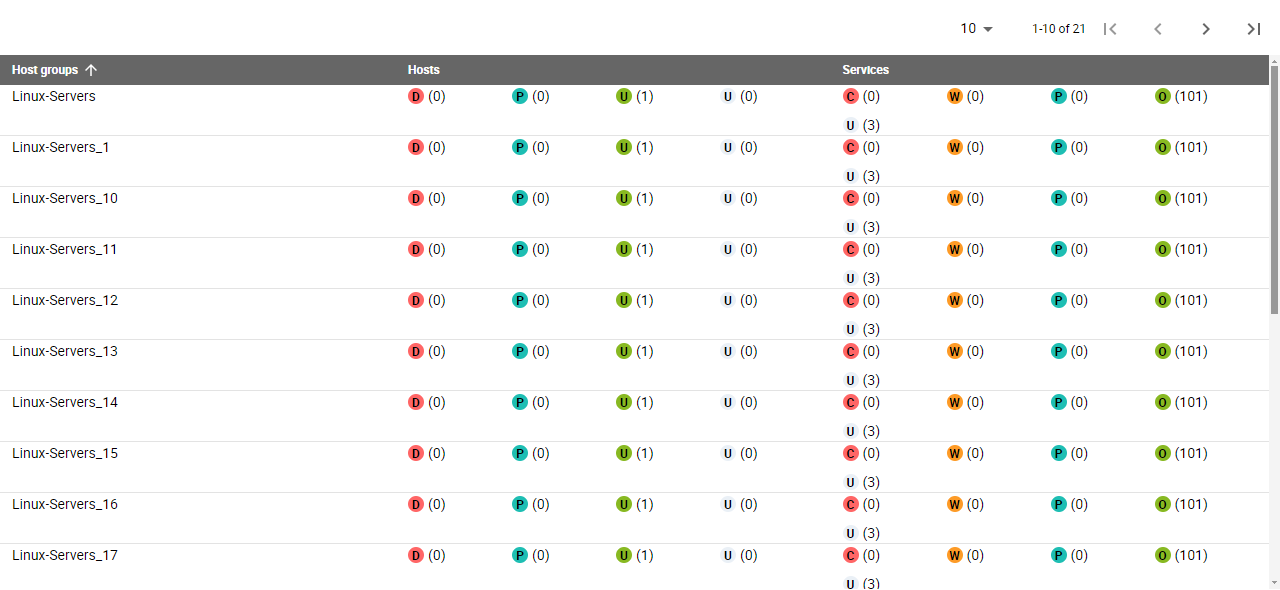 10 1-10 of 21
Host groups Hosts Services
Linux-Servers D (0) P (0) U (1) U (0) C (0) W (0) P (0) O (101)
U (3)
Linux-Servers_1 D (0) P (0) U (1) U (0) C (0) W (0) P (0) O (101)
U (3)
Linux-Servers_10 D (0) P (0) U (1) U (0) C (0) W (0) P (0) O (101)
U (3)
Linux-Servers_11 D (0) P (0) U (1) U (0) C (0) W (0) P (0) O (101)
U (3)
Linux-Servers_12 D (0) P (0) U (1) U (0) C (0) W (0) P (0) O (101)
U (3)
Linux-Servers_13 D (0) P (0) U (1) U (0) C (0) W (0) P (0) O (101)
U (3)
Linux-Servers_14 D (0) P (0) U (1) U (0) C (0) W (0) P (0) O (101)
U (3)
Linux-Servers_15 D (0) P (0) U (1) U (0) C (0) W (0) P (0) O (101)
U (3)
Linux-Servers_16 D (0) P (0) U (1) U (0) C (0) W (0) P (0) O (101)
U (3)
Linux-Servers_17 D (0) P (0) U (1) U (0) C (0) W (0) P (0) O (101)
U (3)